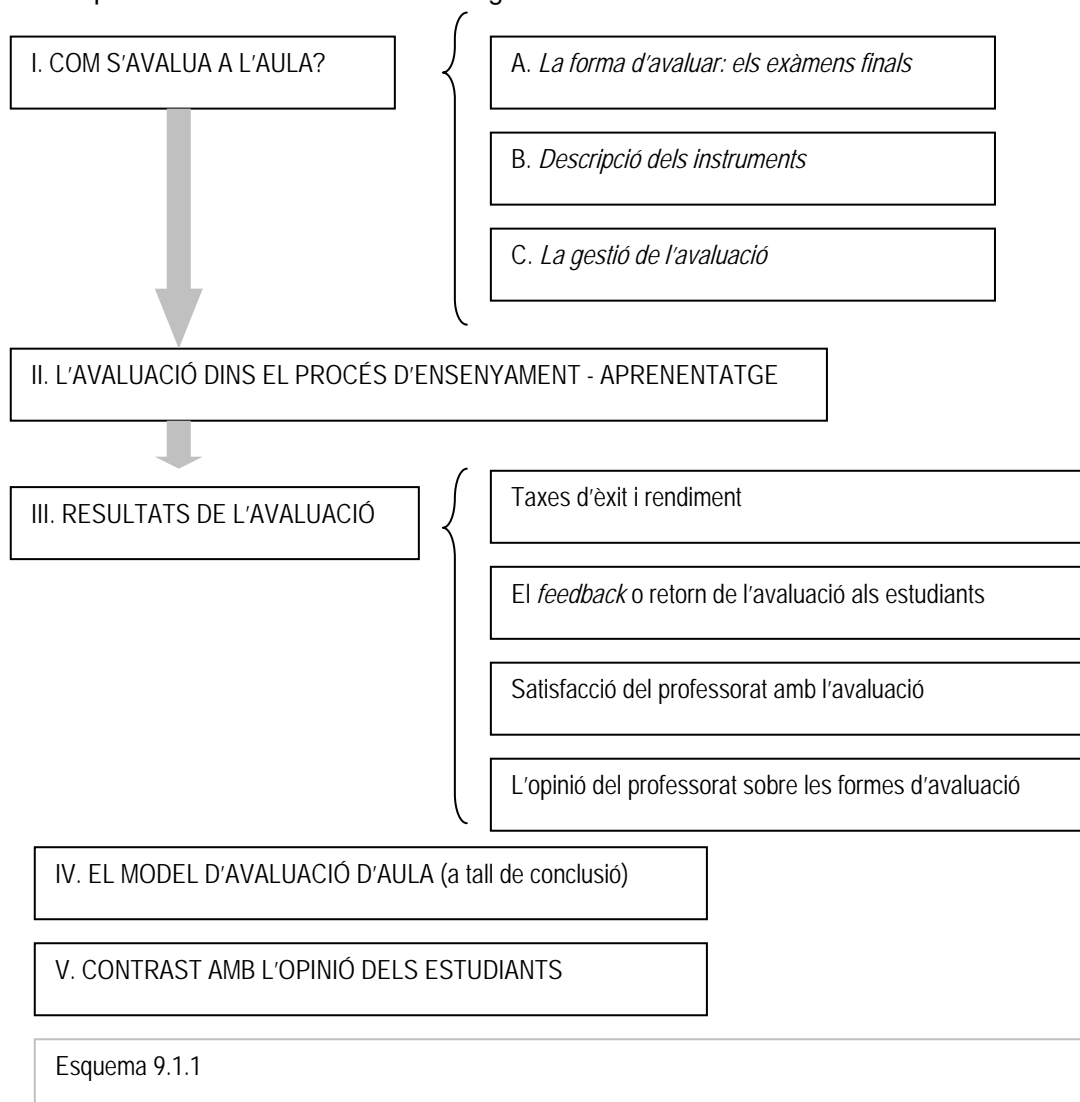 I. COM S'AVALUA A L'AULA?
A. La forma d'avaluar: els exàmens finals
B. Descripció dels instruments
C. La gestió de l'avaluació
II. L'AVALUACIÓ DINS EL PROCÉS D'ENSENYAMENT - APRENENTATGE
III. RESULTATS DE L'AVALUACIÓ
Taxes d'èxit i rendiment
El feedback o retorn de l'avaluació als estudiants
Satisfacció del professorat amb l'avaluació
L'opinió del professorat sobre les formes d'avaluació
IV. EL MODEL D'AVALUACIÓ D'AULA (a tall de conclusió)
V. CONTRAST AMB L'OPINIÓ DELS ESTUDIANTS
Esquema 9.1.1